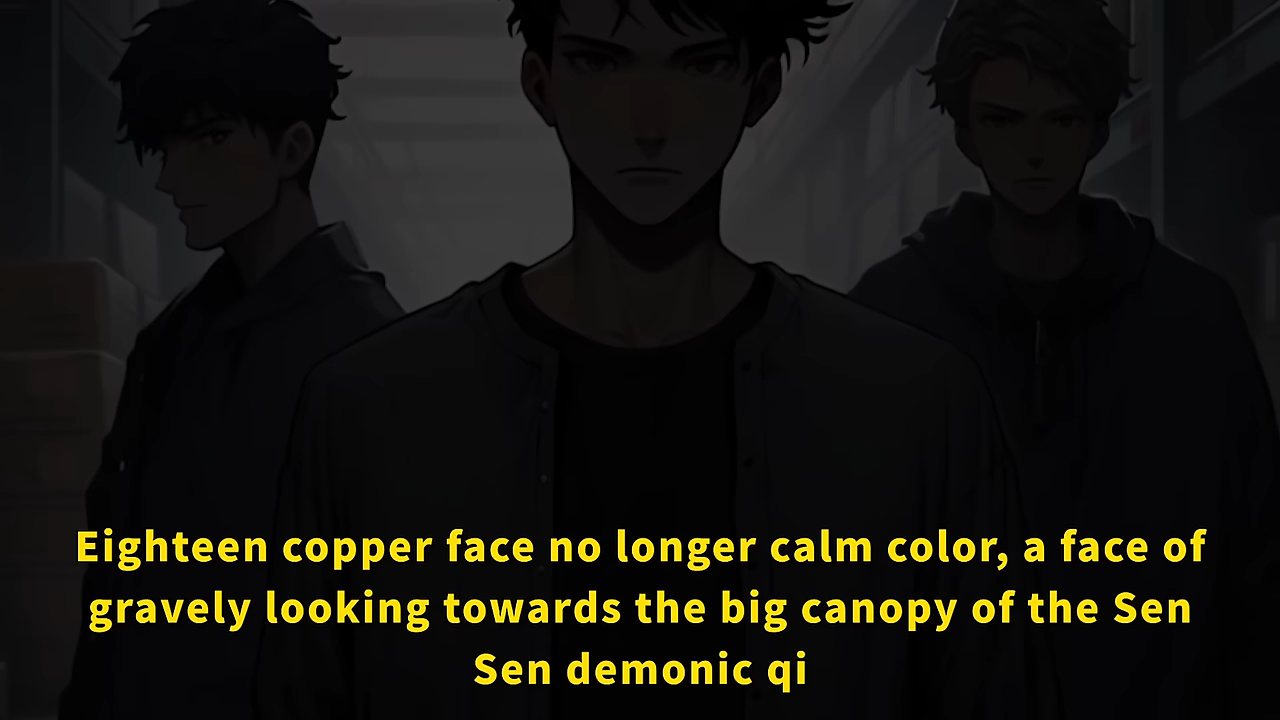 Eighteen copper face no longer calm color, a face of
gravely looking towards the big canopy of the Sen
Sen demonic qi